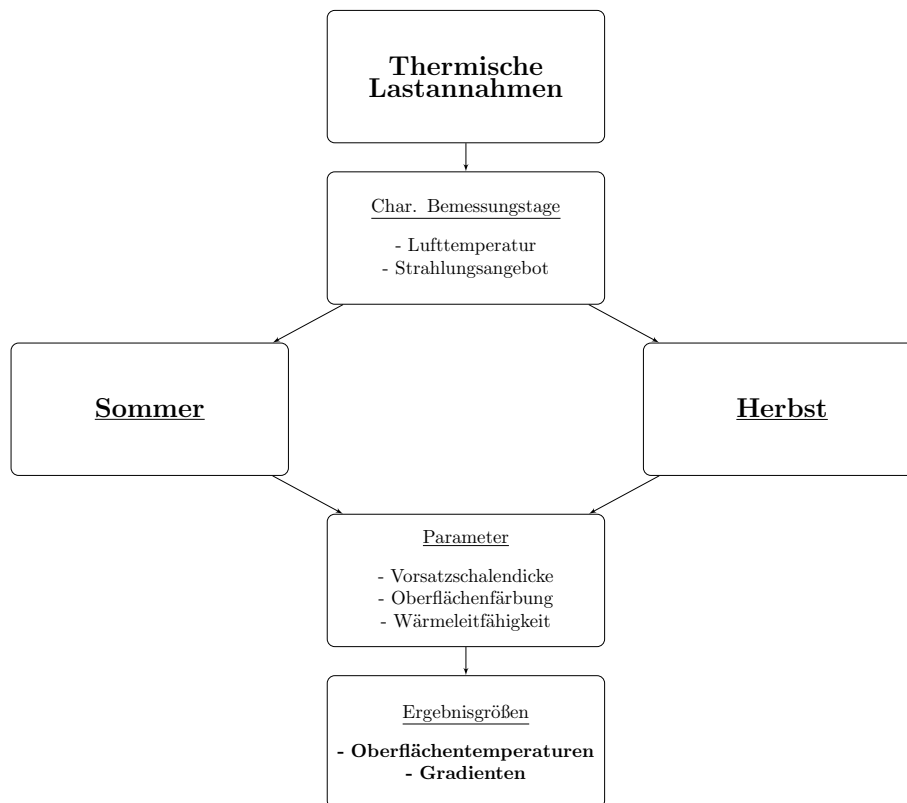 Thermische
Lastannahmen
Char. Bemessungstage
- Lufttemperatur
- Strahlungsangebot
Sommer
Herbst
Parameter
- Vorsatzschalendicke
- Oberflächenfärbung
- Wärmeleitfähigkeit
Ergebnisgrößen
- Oberflächentemperaturen
- Gradienten